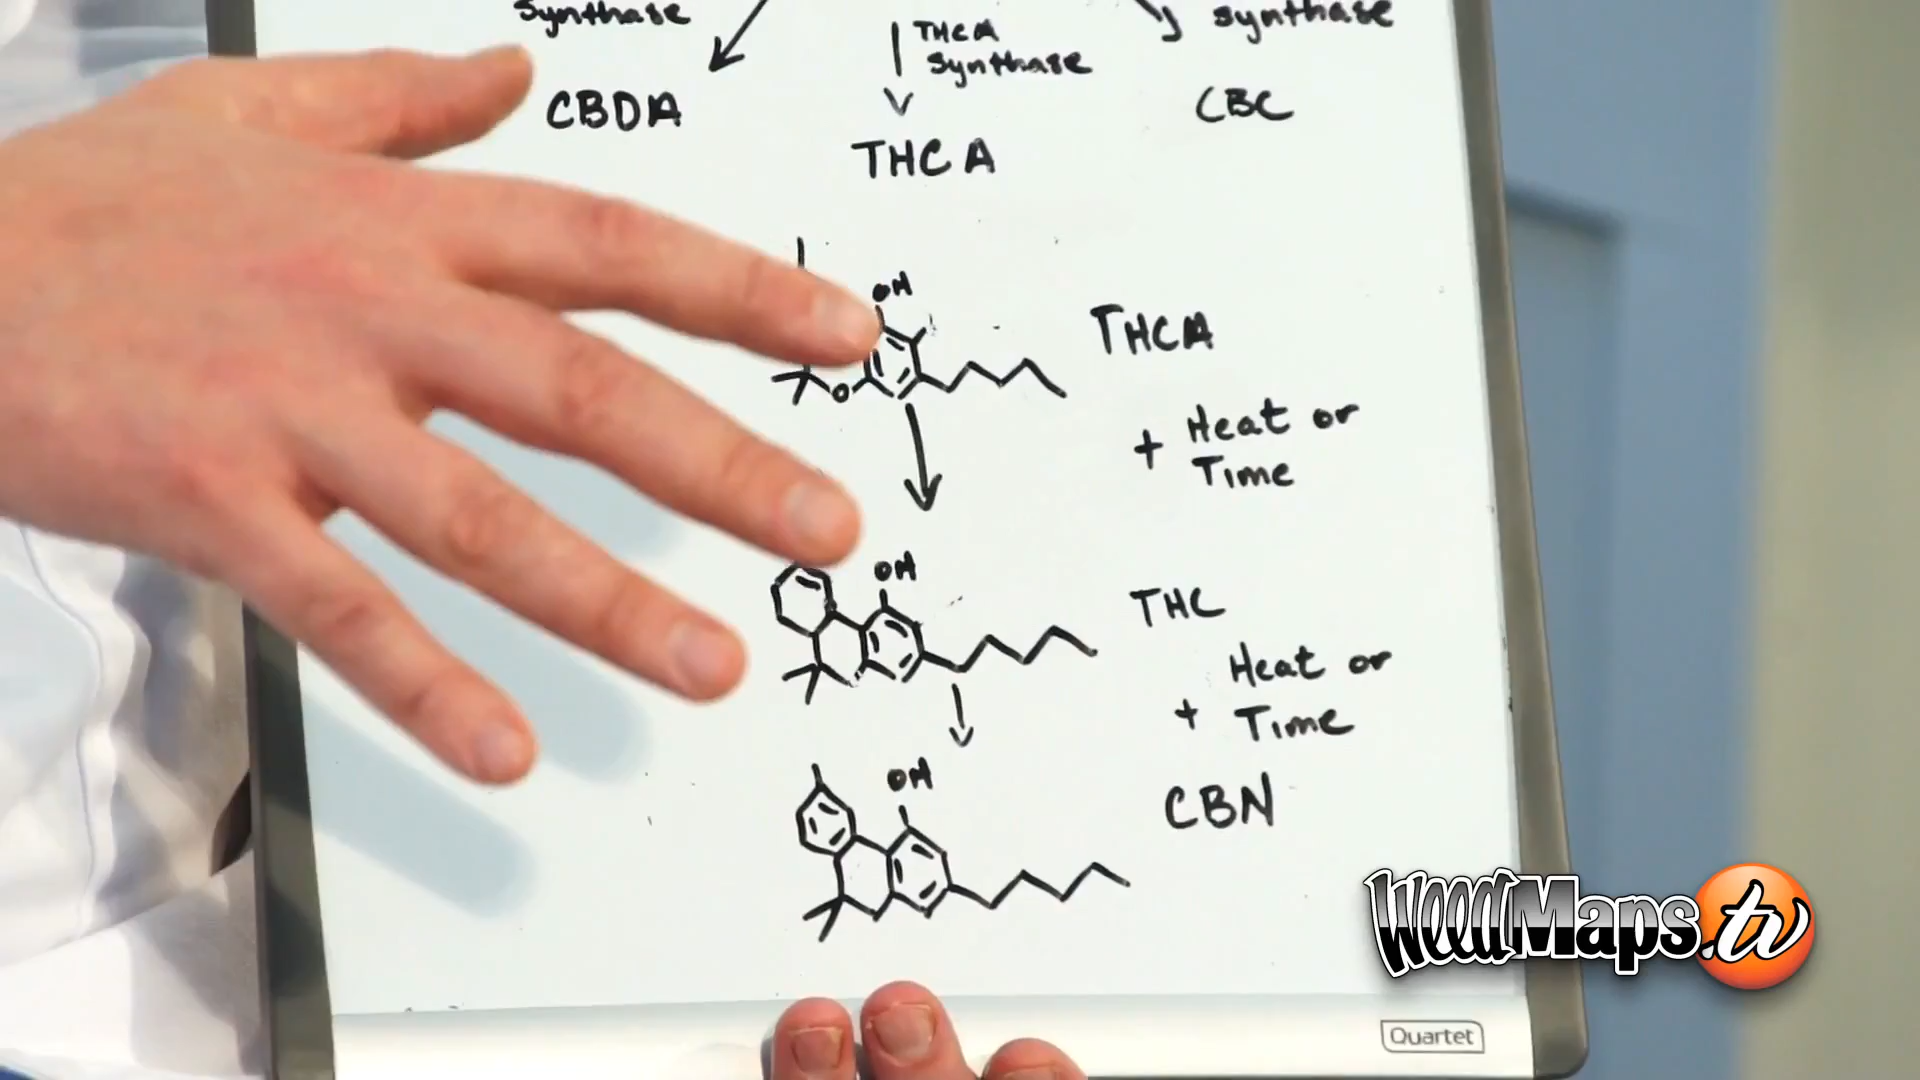 synthase
THCA
synthase
synthase
CBDA
CBC
THCA
OH
O
THCA
+ Heat or
Time
OH
THC
+ Heat or
Time
OH
CBN
WeedMaps.tv
Quartet